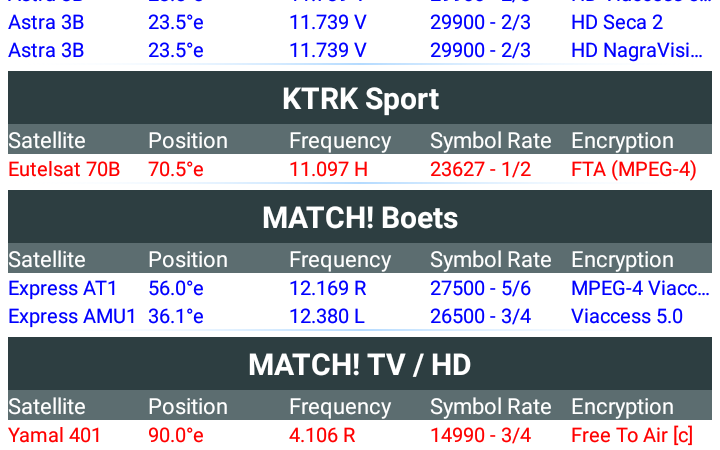 Astra 3B 23.5°e 11.739 V 29900 - 2/3 HD Seca 2
Astra 3B 23.5°e 11.739 V 29900 - 2/3 HD NagraVisi...
KTRK Sport
Satellite Position Frequency Symbol Rate Encryption
Eutelsat 70B 70.5°e 11.097 H 23627 - 1/2 FTA (MPEG-4)
MATCH! Boets
Satellite Position Frequency Symbol Rate Encryption
Express AT1 56.0°e 12.169 R 27500 - 5/6 MPEG-4 Viacc...
Express AMU1 36.1°e 12.380 L 26500 - 3/4 Viaccess 5.0
MATCH! TV / HD
Satellite Position Frequency Symbol Rate Encryption
Yamal 401 90.0°e 4.106 R 14990 - 3/4 Free To Air [c]